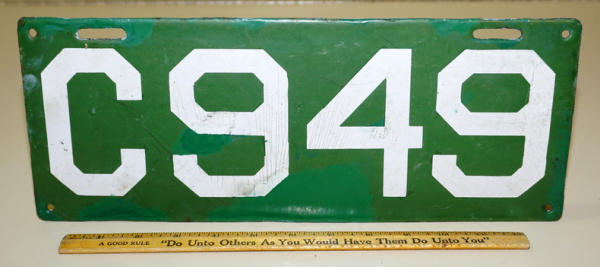 C949
A GOOD RULE "Do Unto Others As You Would Have Them Do Unto You"